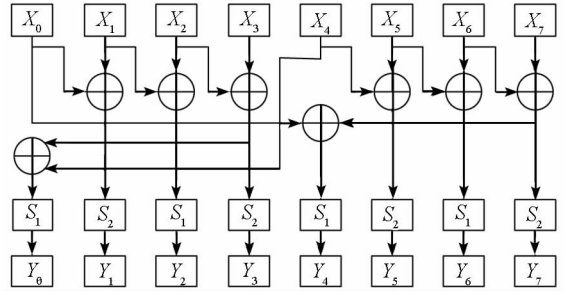 X₀ X₁ X₂ X₃ X₄ X₅ X₆ X₇
S₁ S₂ S₁ S₂ S₁ S₂ S₁ S₂
Y₀ Y₁ Y₂ Y₃ Y₄ Y₅ Y₆ Y₇